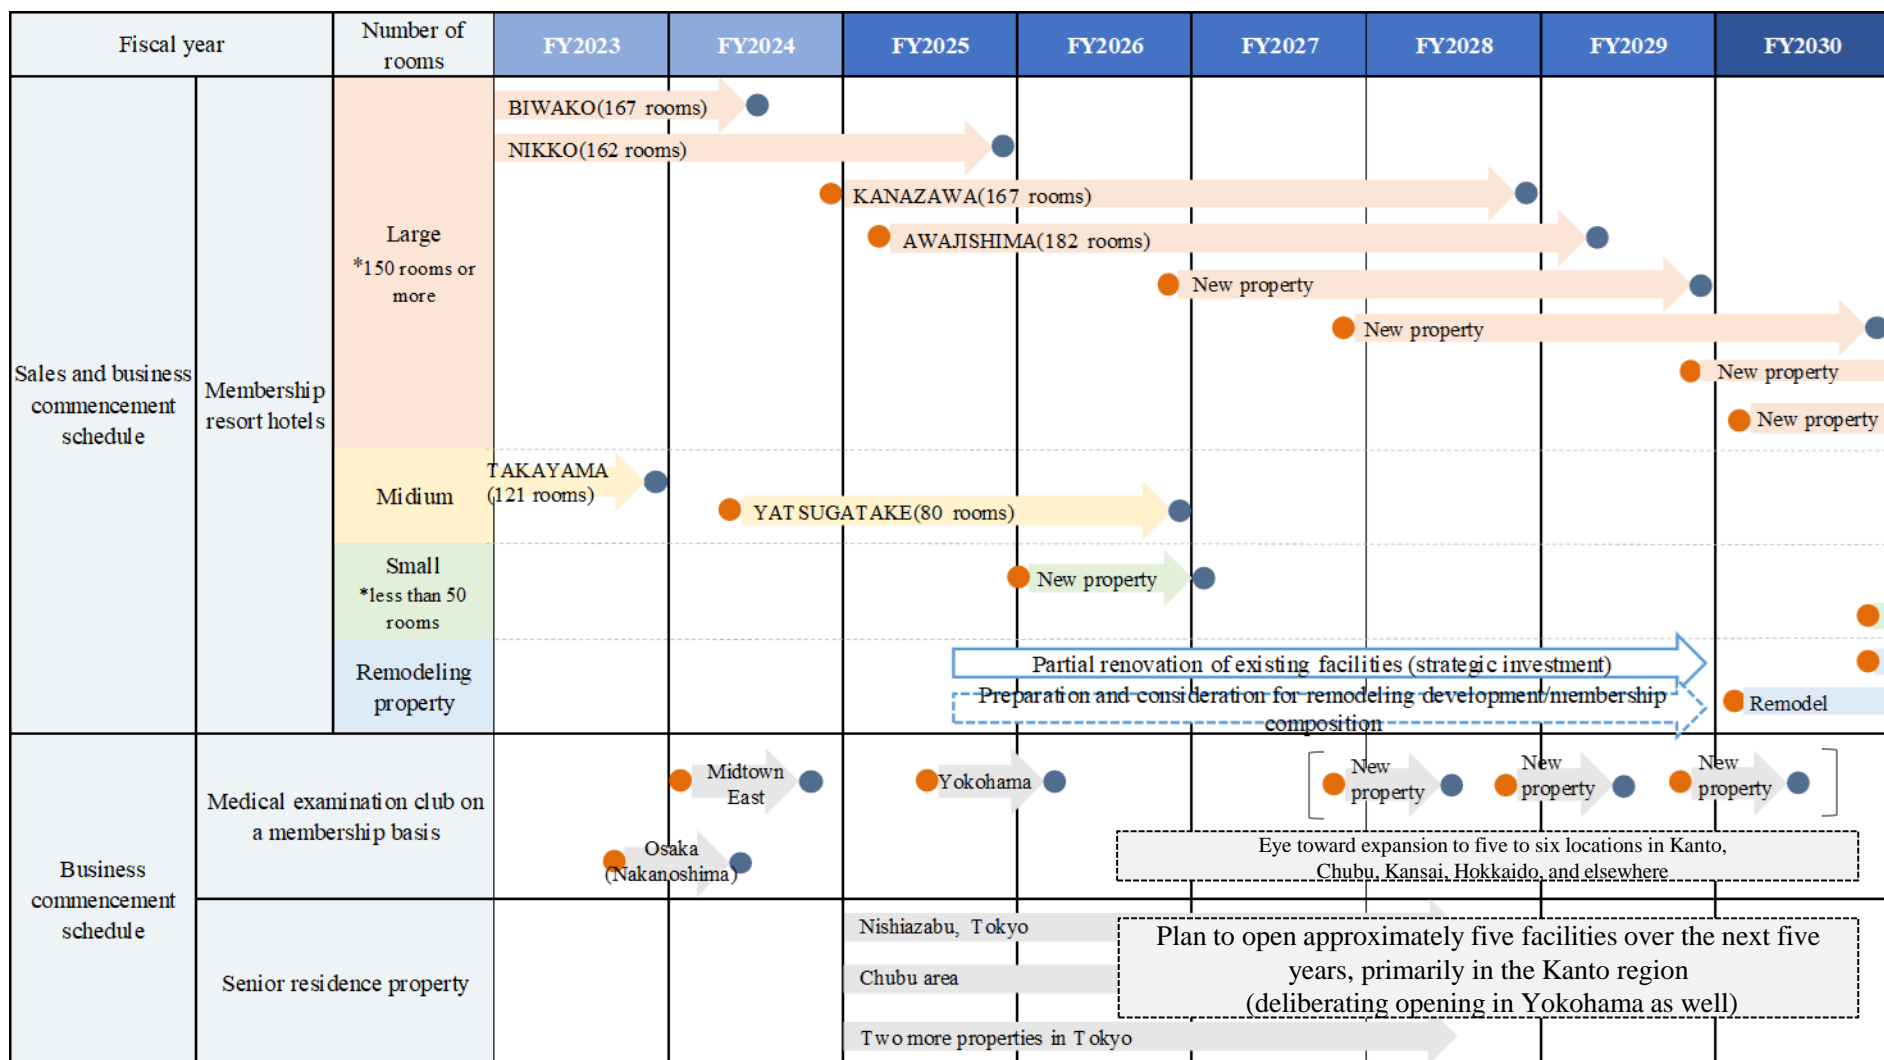 Fiscal year
Number of
rooms
FY2023
FY2024
FY2025
FY2026
FY2027
FY2028
FY2029
FY2030
Sales and business
commencement
schedule
Membership
resort hotels
Large
*150 rooms or
more
BIWAKO(167 rooms)
NIKKO(162 rooms)
KANAZAWA(167 rooms)
AWAJISHIMA(182 rooms)
New property
New property
New property
New property
Midium
TAKAYAMA
(121 rooms)
YATSUGATAKE(80 rooms)
Small
*less than 50
rooms
New property
Remodeling
property
Partial renovation of existing facilities (strategic investment)
Preparation and consideration for remodeling development/membership
composition
Remodel
Business
commencement
schedule
Medical examination club on
a membership basis
Midtown
East
Osaka
(Nakanoshima)
Yokohama
New
property
New
property
New
property
Eye toward expansion to five to six locations in Kanto,
Chubu, Kansai, Hokkaido, and elsewhere
Senior residence property
Nishiazabu, Tokyo
Chubu area
Two more properties in Tokyo
Plan to open approximately five facilities over the next five
years, primarily in the Kanto region
(deliberating opening in Yokohama as well)